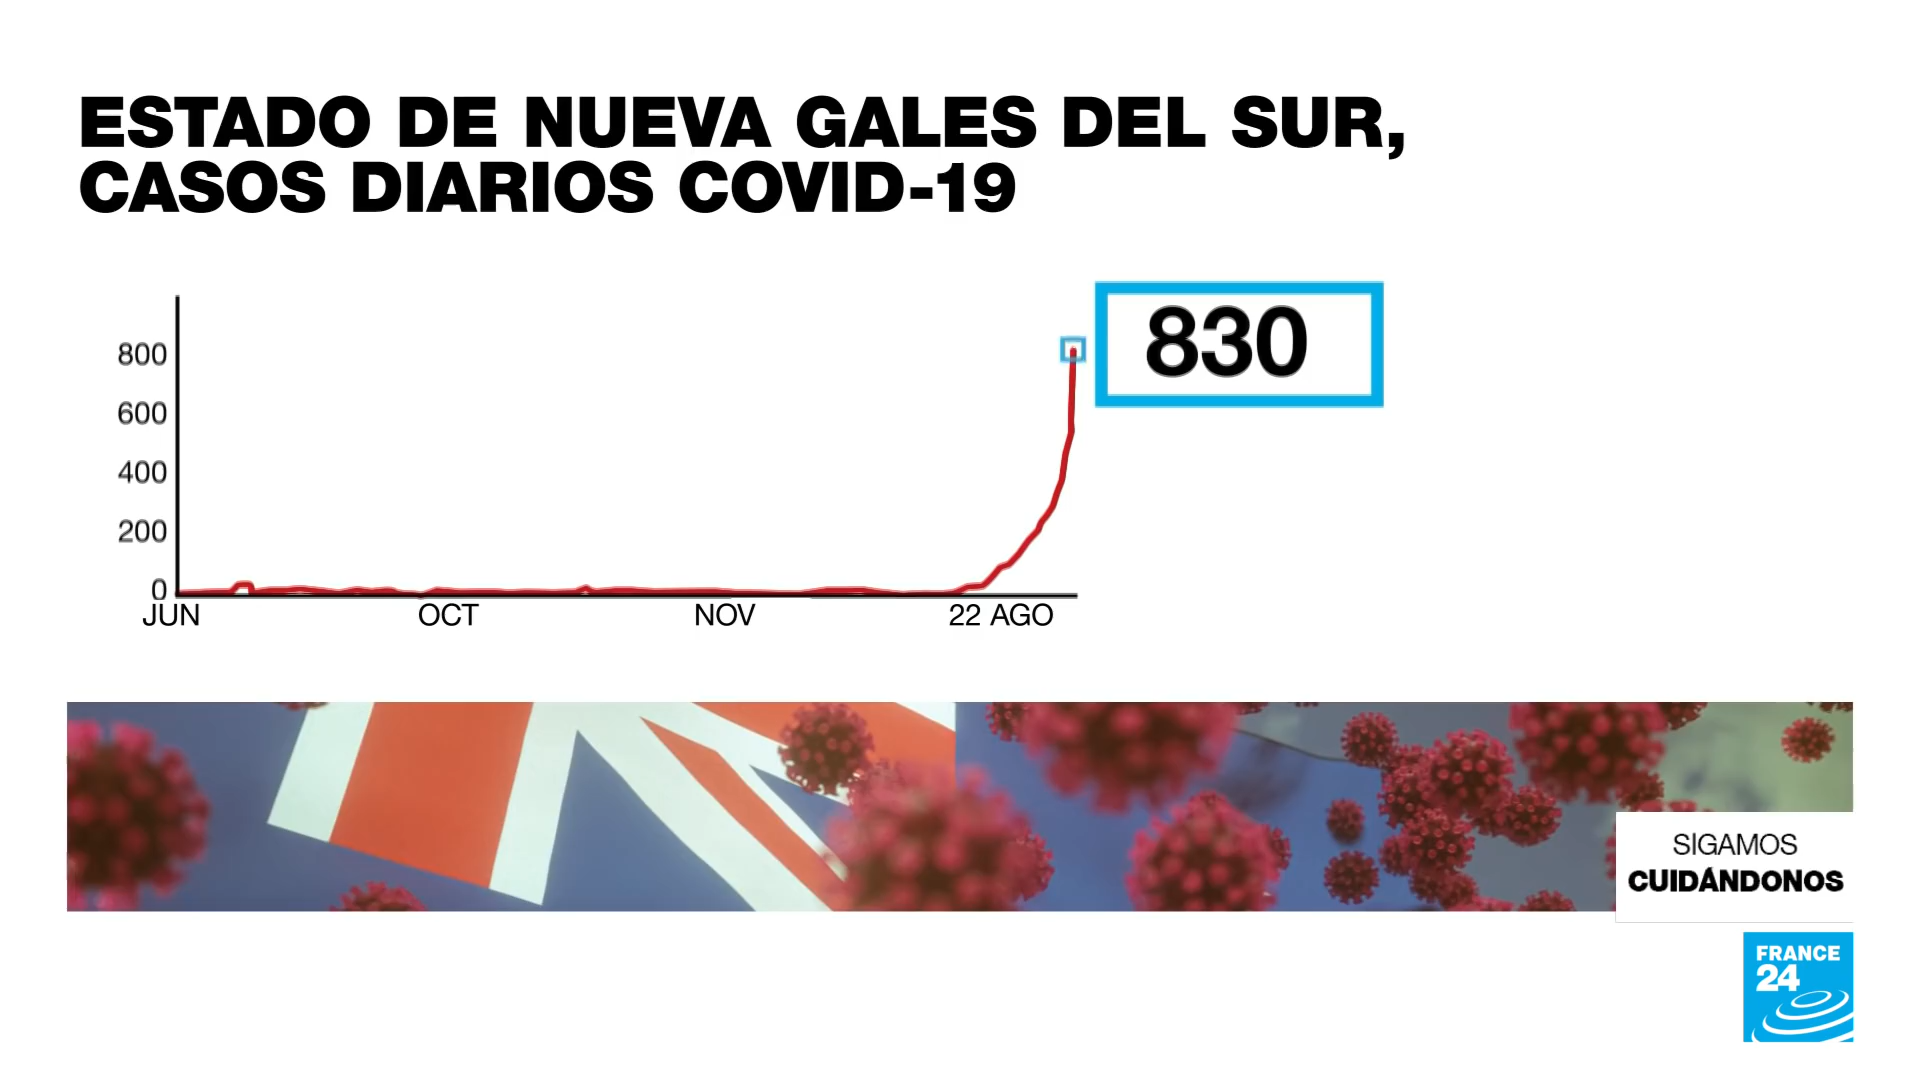 ESTADO DE NUEVA GALES DEL SUR,
CASOS DIARIOS COVID-19
830
800
600
400
200
0
JUN
OCT
NOV
22 AGO
SIGAMOS
CUIDÁNDONOS
FRANCE
24